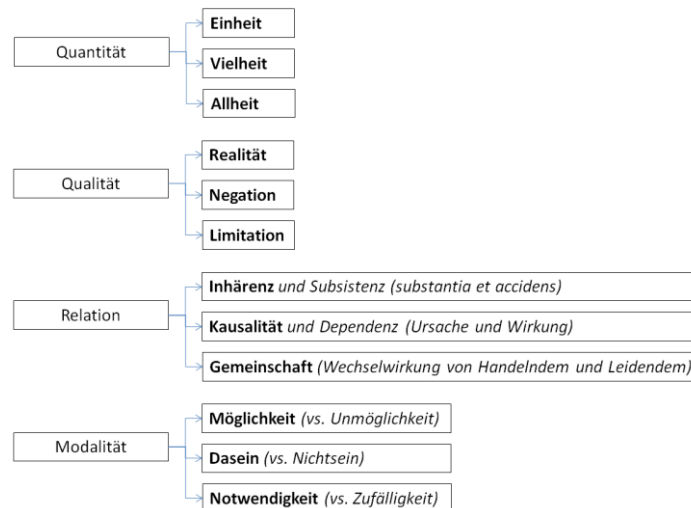 Quantität
Einheit
Vielheit
Allheit
Qualität
Realität
Negation
Limitation
Relation
Inhärenz und Subsistenz (substantia et accidens)
Kausalität und Dependenz (Ursache und Wirkung)
Gemeinschaft (Wechselwirkung von Handelndem und Leidendem)
Modalität
Möglichkeit (vs. Unmöglichkeit)
Dasein (vs. Nichtsein)
Notwendigkeit (vs. Zufälligkeit)